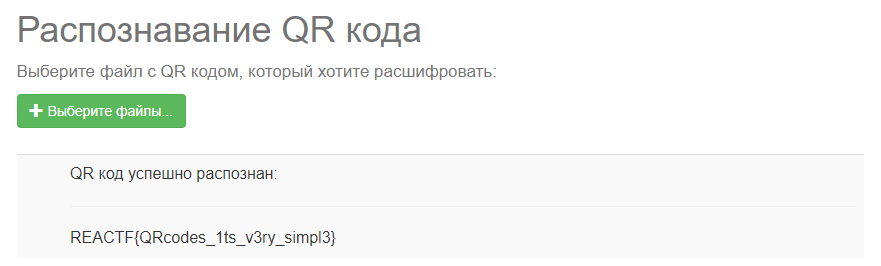 Распознавание QR кода
Выберите файл с QR кодом, который хотите расшифровать:
Выберите файлы...
QR код успешно распознан:
REACTF{QRcodes_1ts_v3ry_simpl3}